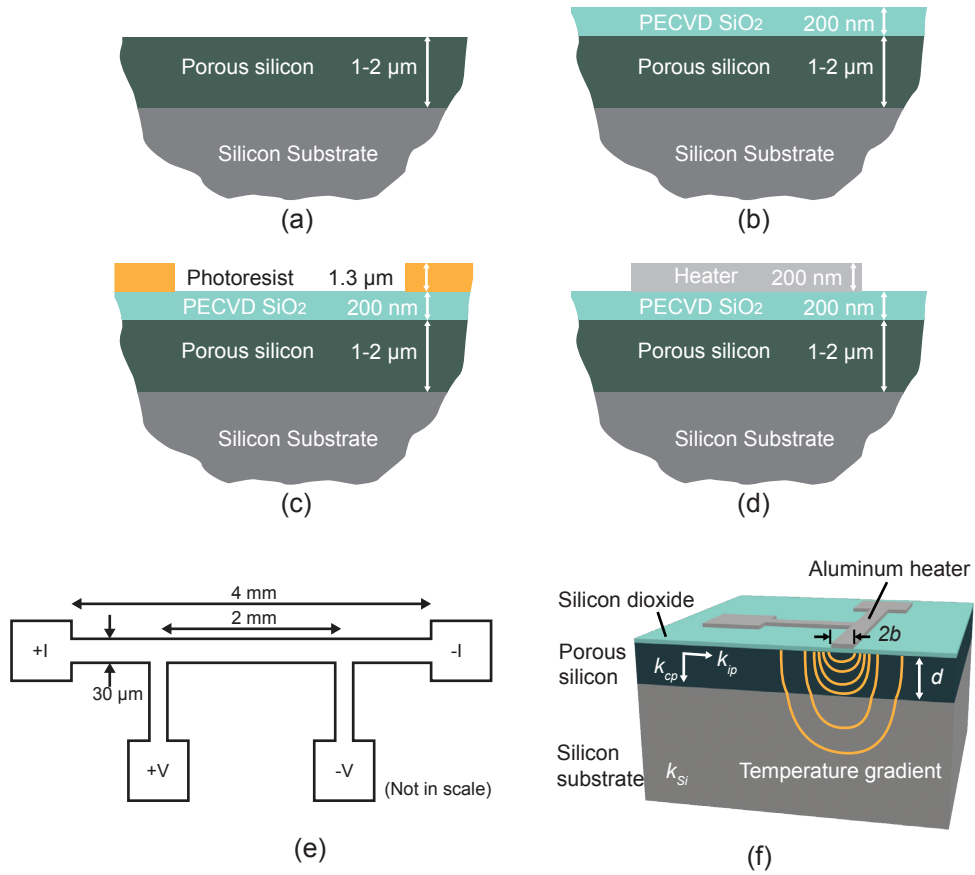 Porous silicon 1-2 µm
Silicon Substrate
(a)
PECVD SiO2 200 nm
Porous silicon 1-2 µm
Silicon Substrate
(b)
Photoresist 1.3 µm
PECVD SiO2 200 nm
Porous silicon 1-2 µm
Silicon Substrate
(c)
Heater 200 nm
PECVD SiO2 200 nm
Porous silicon 1-2 µm
Silicon Substrate
(d)
4 mm
2 mm
+I
-I
30 µm
+V
-V
(Not in scale)
(e)
Aluminum heater
Silicon dioxide
2b
Porous
silicon
kcp
kip
d
Silicon
substrate
kSi
Temperature gradient
(f)